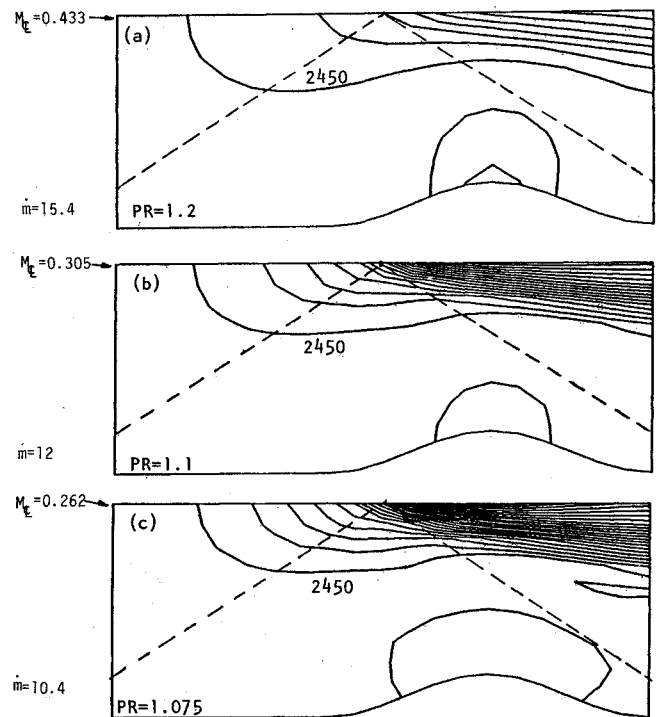 M℄=0.433
(a)
2450
ṁ=15.4
PR=1.2
M℄=0.305
(b)
2450
ṁ=12
PR=1.1
M℄=0.262
(c)
2450
ṁ=10.4
PR=1.075